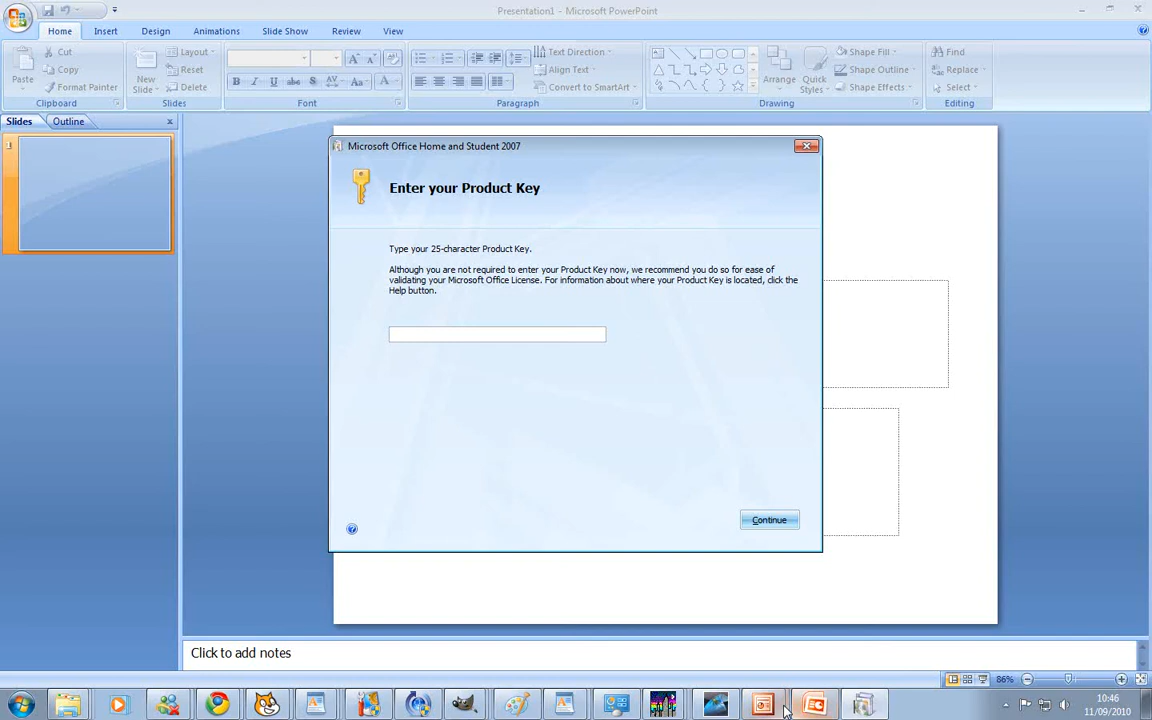 Presentation1 - Microsoft PowerPoint
Home Insert Design Slide Show Animations Review View
Paste
Cut
Copy
Format Painter
Clipboard
New Slide
Layout
Reset
Delete
Slides
B I U abc S AV Aa A
Font
Text Direction
Align Text
Convert to SmartArt
Paragraph
Arrange
Quick Styles
Shape Fill
Shape Outline
Shape Effects
Drawing
Find
Replace
Select
Editing
Slides Outline
1
Microsoft Office Home and Student 2007
Enter your Product Key
Type your 25-character Product Key.
Although you are not required to enter your Product Key now, we recommend you do so for ease of
validating your Microsoft Office License. For information about where your Product Key is located, click the
Help button.
Continue
Click to add notes
86%
10:46
11/09/2010